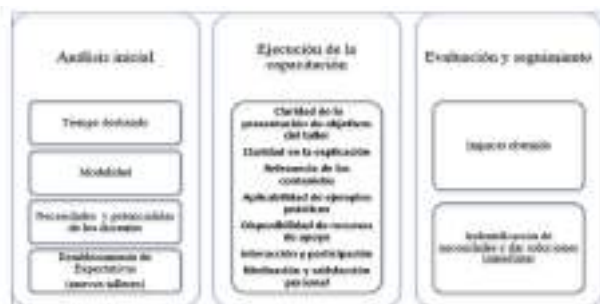 Análisis inicial
Tiempo destinado
Modalidad
Necesidades y potencialidades
de los docentes
Establecimiento de
Expectativas
(nuevos talleres)
Ejecución de la
capacitación
Claridad de la
presentación de objetivos
del taller
Claridad en la explicación
Relevancia de los
contenidos
Aplicabilidad de ejemplos
prácticos
Disponibilidad de recursos
de apoyo
Interacción y participación
Motivación y satisfacción
personal
Evaluación y seguimiento
Impacto obtenido
Indentificación de
necesidades y dar soluciones
inmediatas